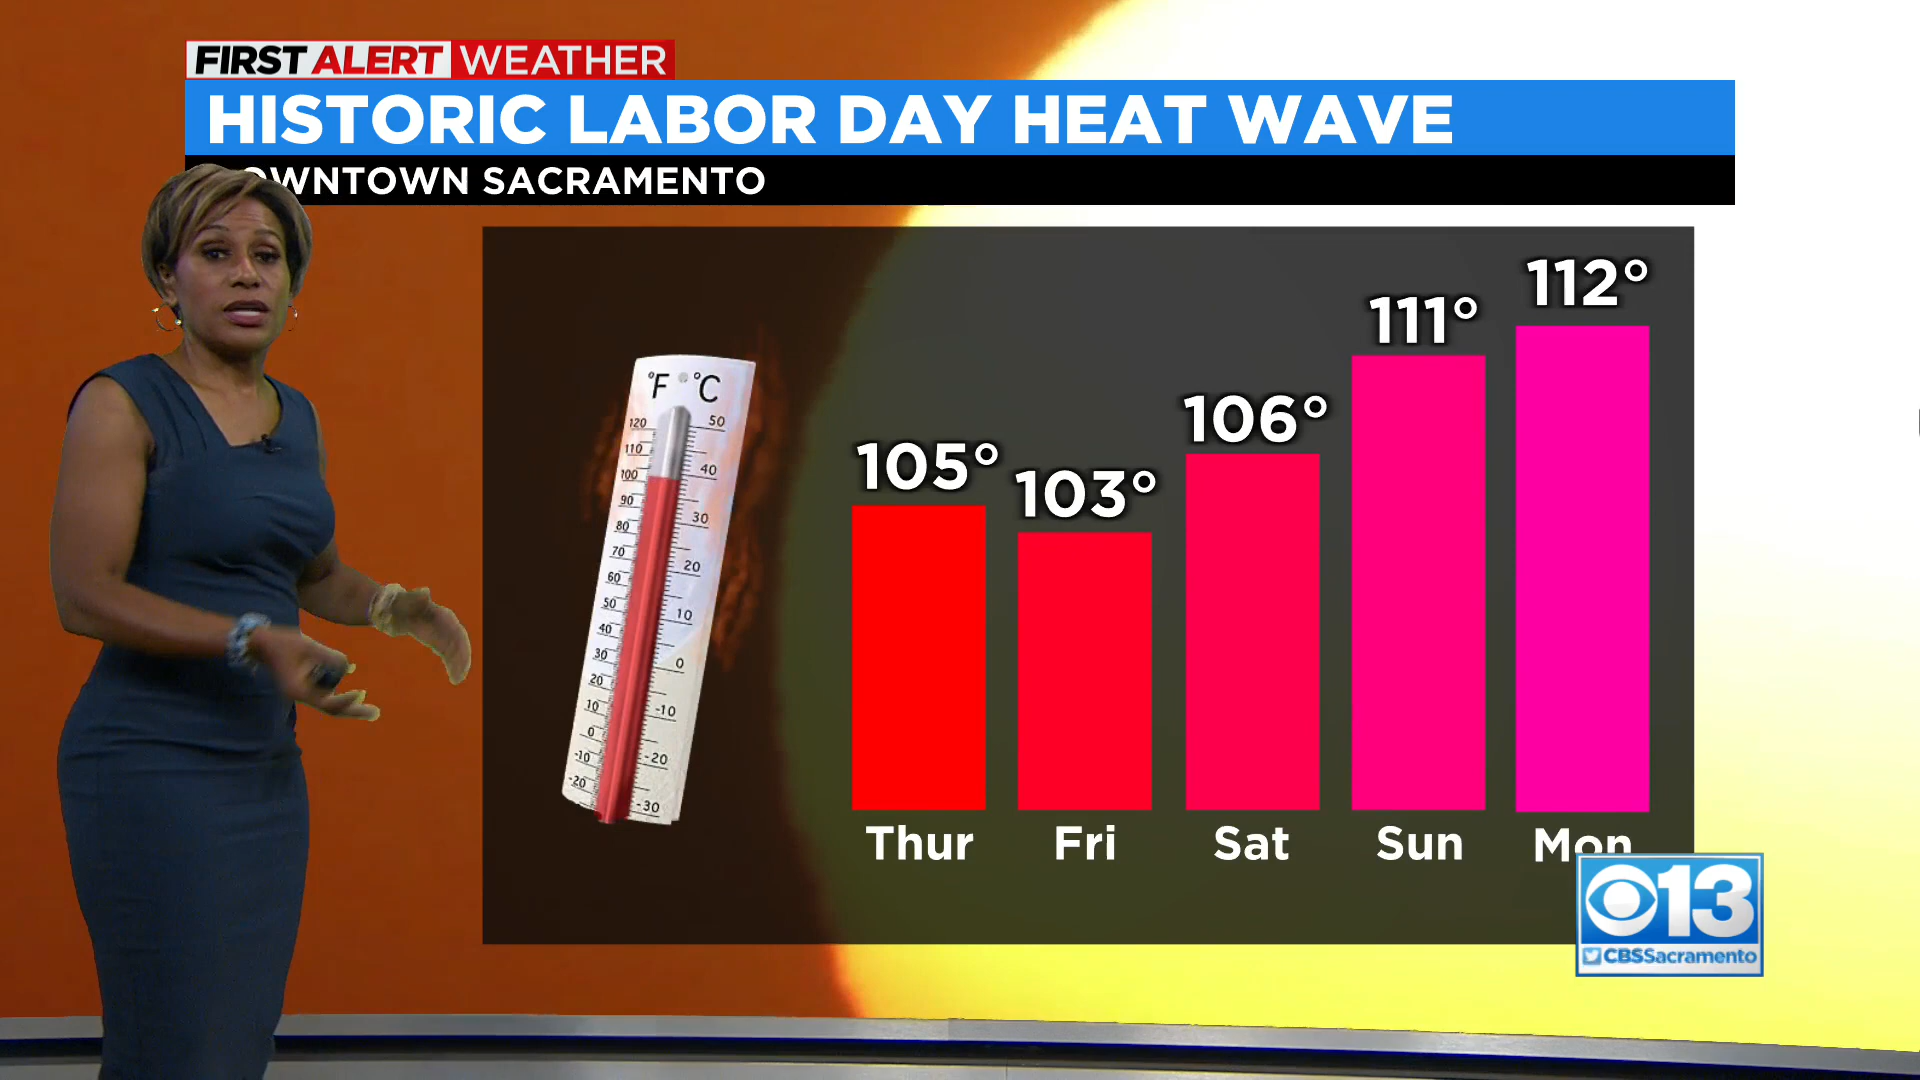 FIRST ALERT WEATHER
HISTORIC LABOR DAY HEAT WAVE
OWNTOWN SACRAMENTO
°F °C
120 50
110
100 40
90
80 30
70
60 20
50
40 10
30
20 0
10
0 -10
-10
-20 -20
-30
105° 103° 106° 111° 112°
Thur Fri Sat Sun Mon
13
CBSSacramento